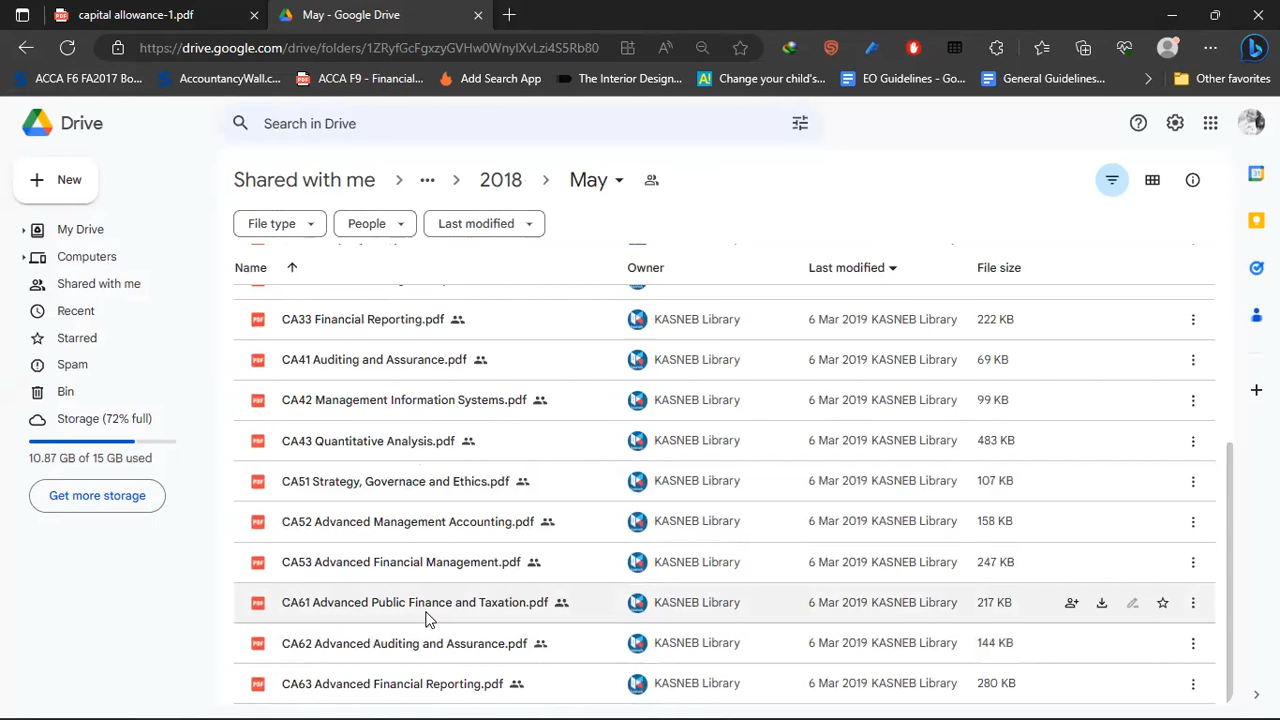 capital allowance-1.pdf
May - Google Drive
https://drive.google.com/drive/folders/1ZRyfGcFgxzyGVHw0WnyIXvLzi4S5Rb80
ACCA F6 FA2017 Bo...
AccountancyWall.c...
ACCA F9 - Financial...
Add Search App
The Interior Design...
Change your child's...
EO Guidelines - Go...
General Guidelines...
Other favorites
Drive
Search in Drive
New
Shared with me > ... > 2018 > May
My Drive
Computers
Shared with me
Recent
Starred
Spam
Bin
Storage (72% full)
10.87 GB of 15 GB used
Get more storage
File type
People
Last modified
Name Owner Last modified File size
CA33 Financial Reporting.pdf KASNEB Library 6 Mar 2019 KASNEB Library 222 KB
CA41 Auditing and Assurance.pdf KASNEB Library 6 Mar 2019 KASNEB Library 69 KB
CA42 Management Information Systems.pdf KASNEB Library 6 Mar 2019 KASNEB Library 99 KB
CA43 Quantitative Analysis.pdf KASNEB Library 6 Mar 2019 KASNEB Library 483 KB
CA51 Strategy, Governace and Ethics.pdf KASNEB Library 6 Mar 2019 KASNEB Library 107 KB
CA52 Advanced Management Accounting.pdf KASNEB Library 6 Mar 2019 KASNEB Library 158 KB
CA53 Advanced Financial Management.pdf KASNEB Library 6 Mar 2019 KASNEB Library 247 KB
CA61 Advanced Public Finance and Taxation.pdf KASNEB Library 6 Mar 2019 KASNEB Library 217 KB
CA62 Advanced Auditing and Assurance.pdf KASNEB Library 6 Mar 2019 KASNEB Library 144 KB
CA63 Advanced Financial Reporting.pdf KASNEB Library 6 Mar 2019 KASNEB Library 280 KB